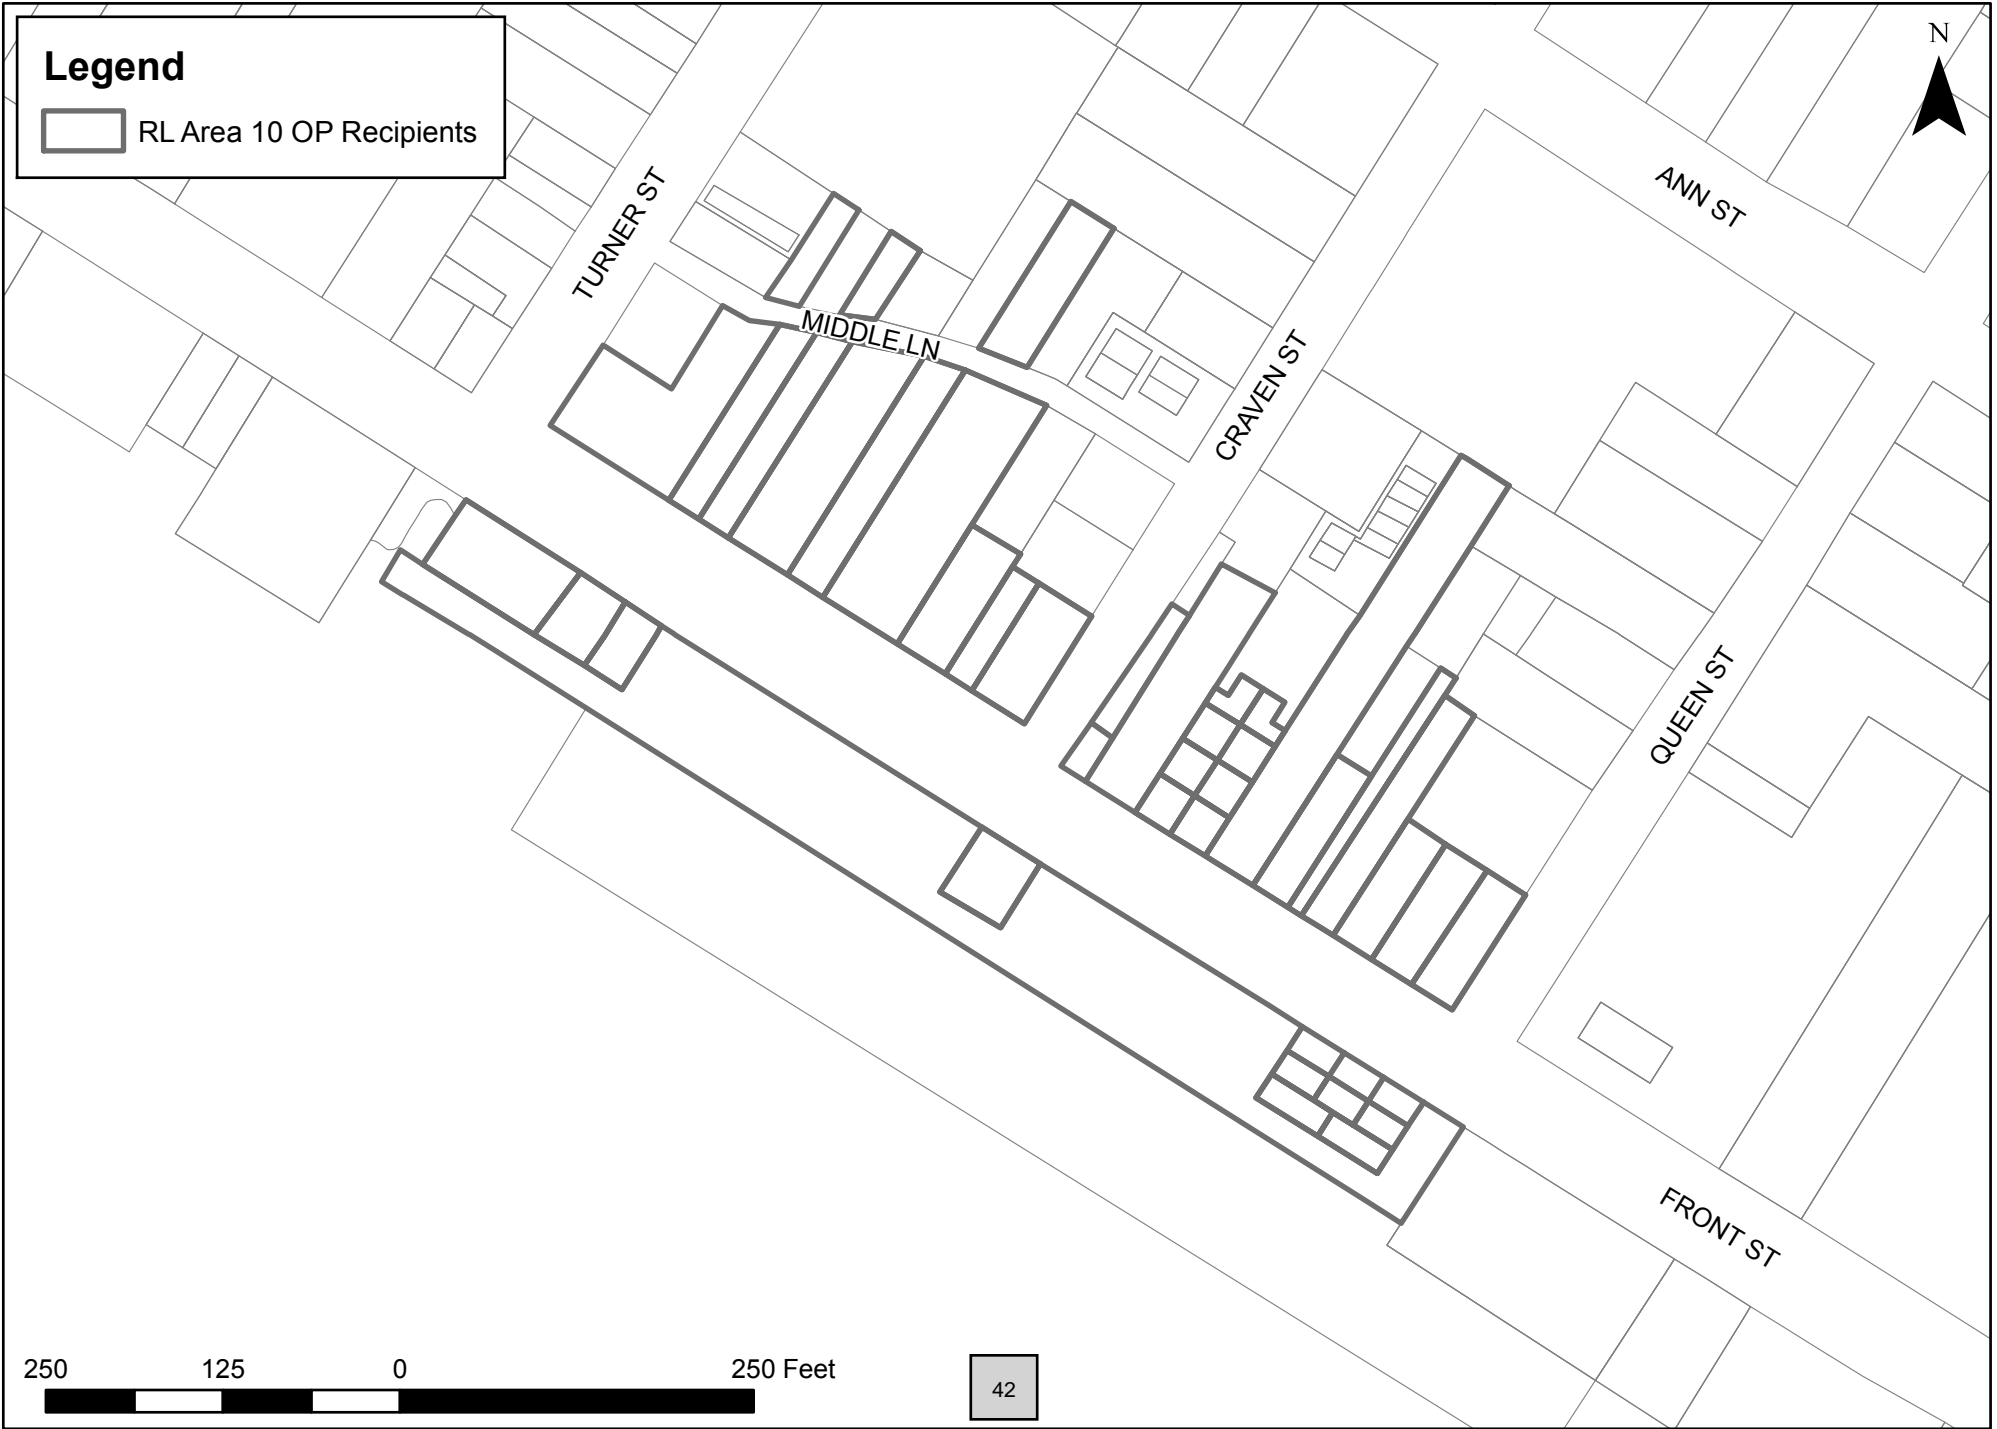 Legend
RL Area 10 OP Recipients
N
ANN ST
TURNER ST
MIDDLE LN
CRAVEN ST
QUEEN ST
FRONT ST
250 125 0 250 Feet
42